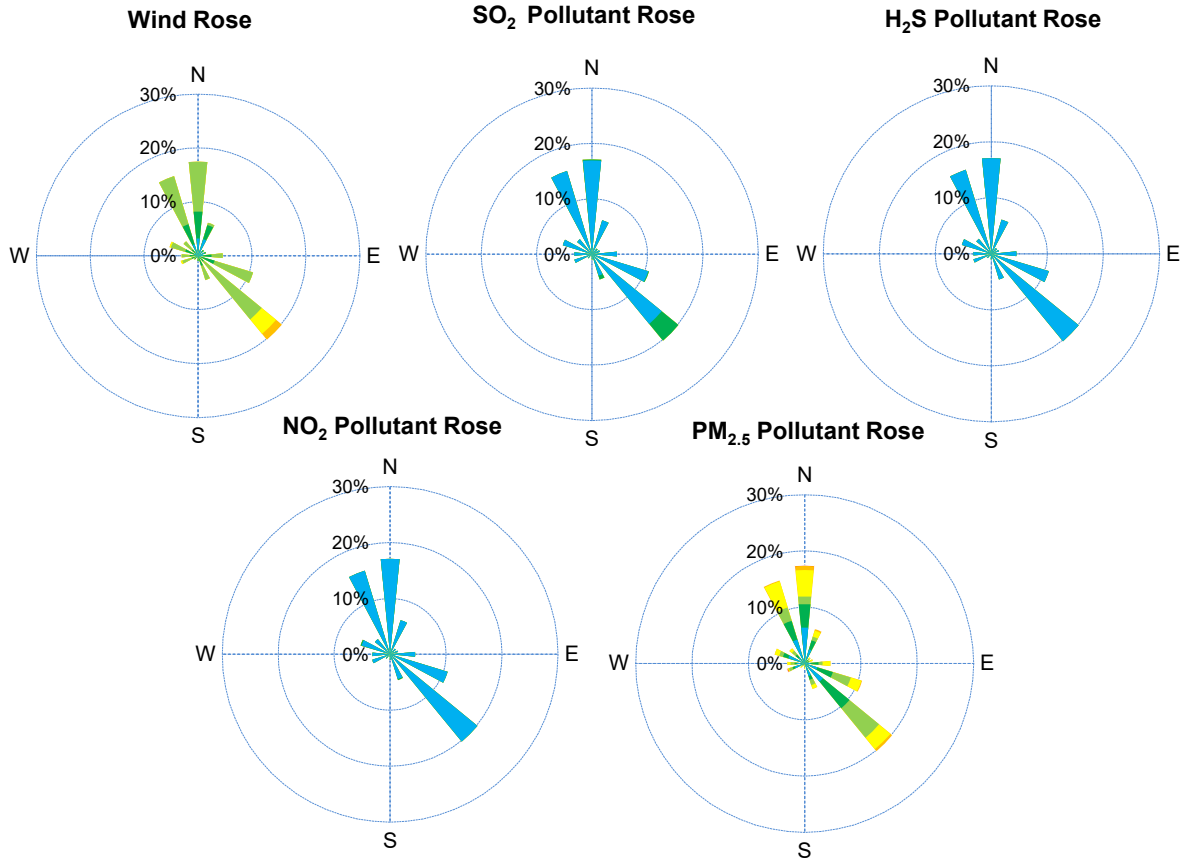 Wind Rose
N
30%
20%
10%
0%
W
E
S
SO₂ Pollutant Rose
N
30%
20%
10%
0%
W
E
S
H₂S Pollutant Rose
N
30%
20%
10%
0%
W
E
S
NO₂ Pollutant Rose
N
30%
20%
10%
0%
W
E
S
PM₂.₅ Pollutant Rose
N
30%
20%
10%
0%
W
E
S